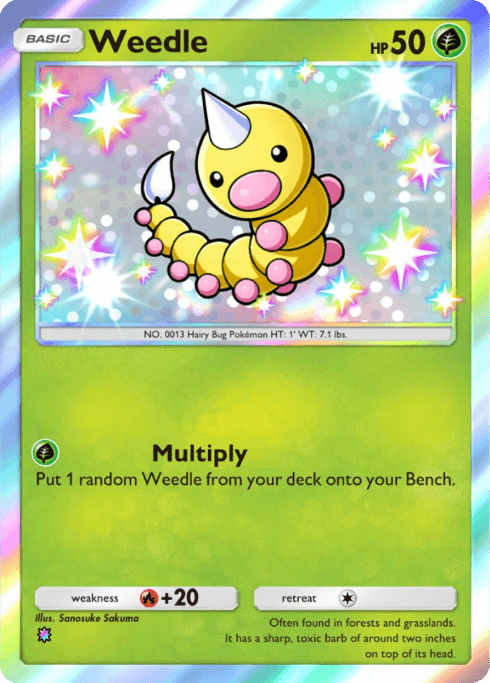 BASIC Weedle HP 50
NO. 0013 Hairy Bug Pokémon HT: 1' WT: 7.1 lbs.
Multiply
Put 1 random Weedle from your deck onto your Bench.
weakness +20 retreat
Illus. Sanosuke Sakuma
Often found in forests and grasslands.
It has a sharp, toxic barb of around two inches
on top of its head.